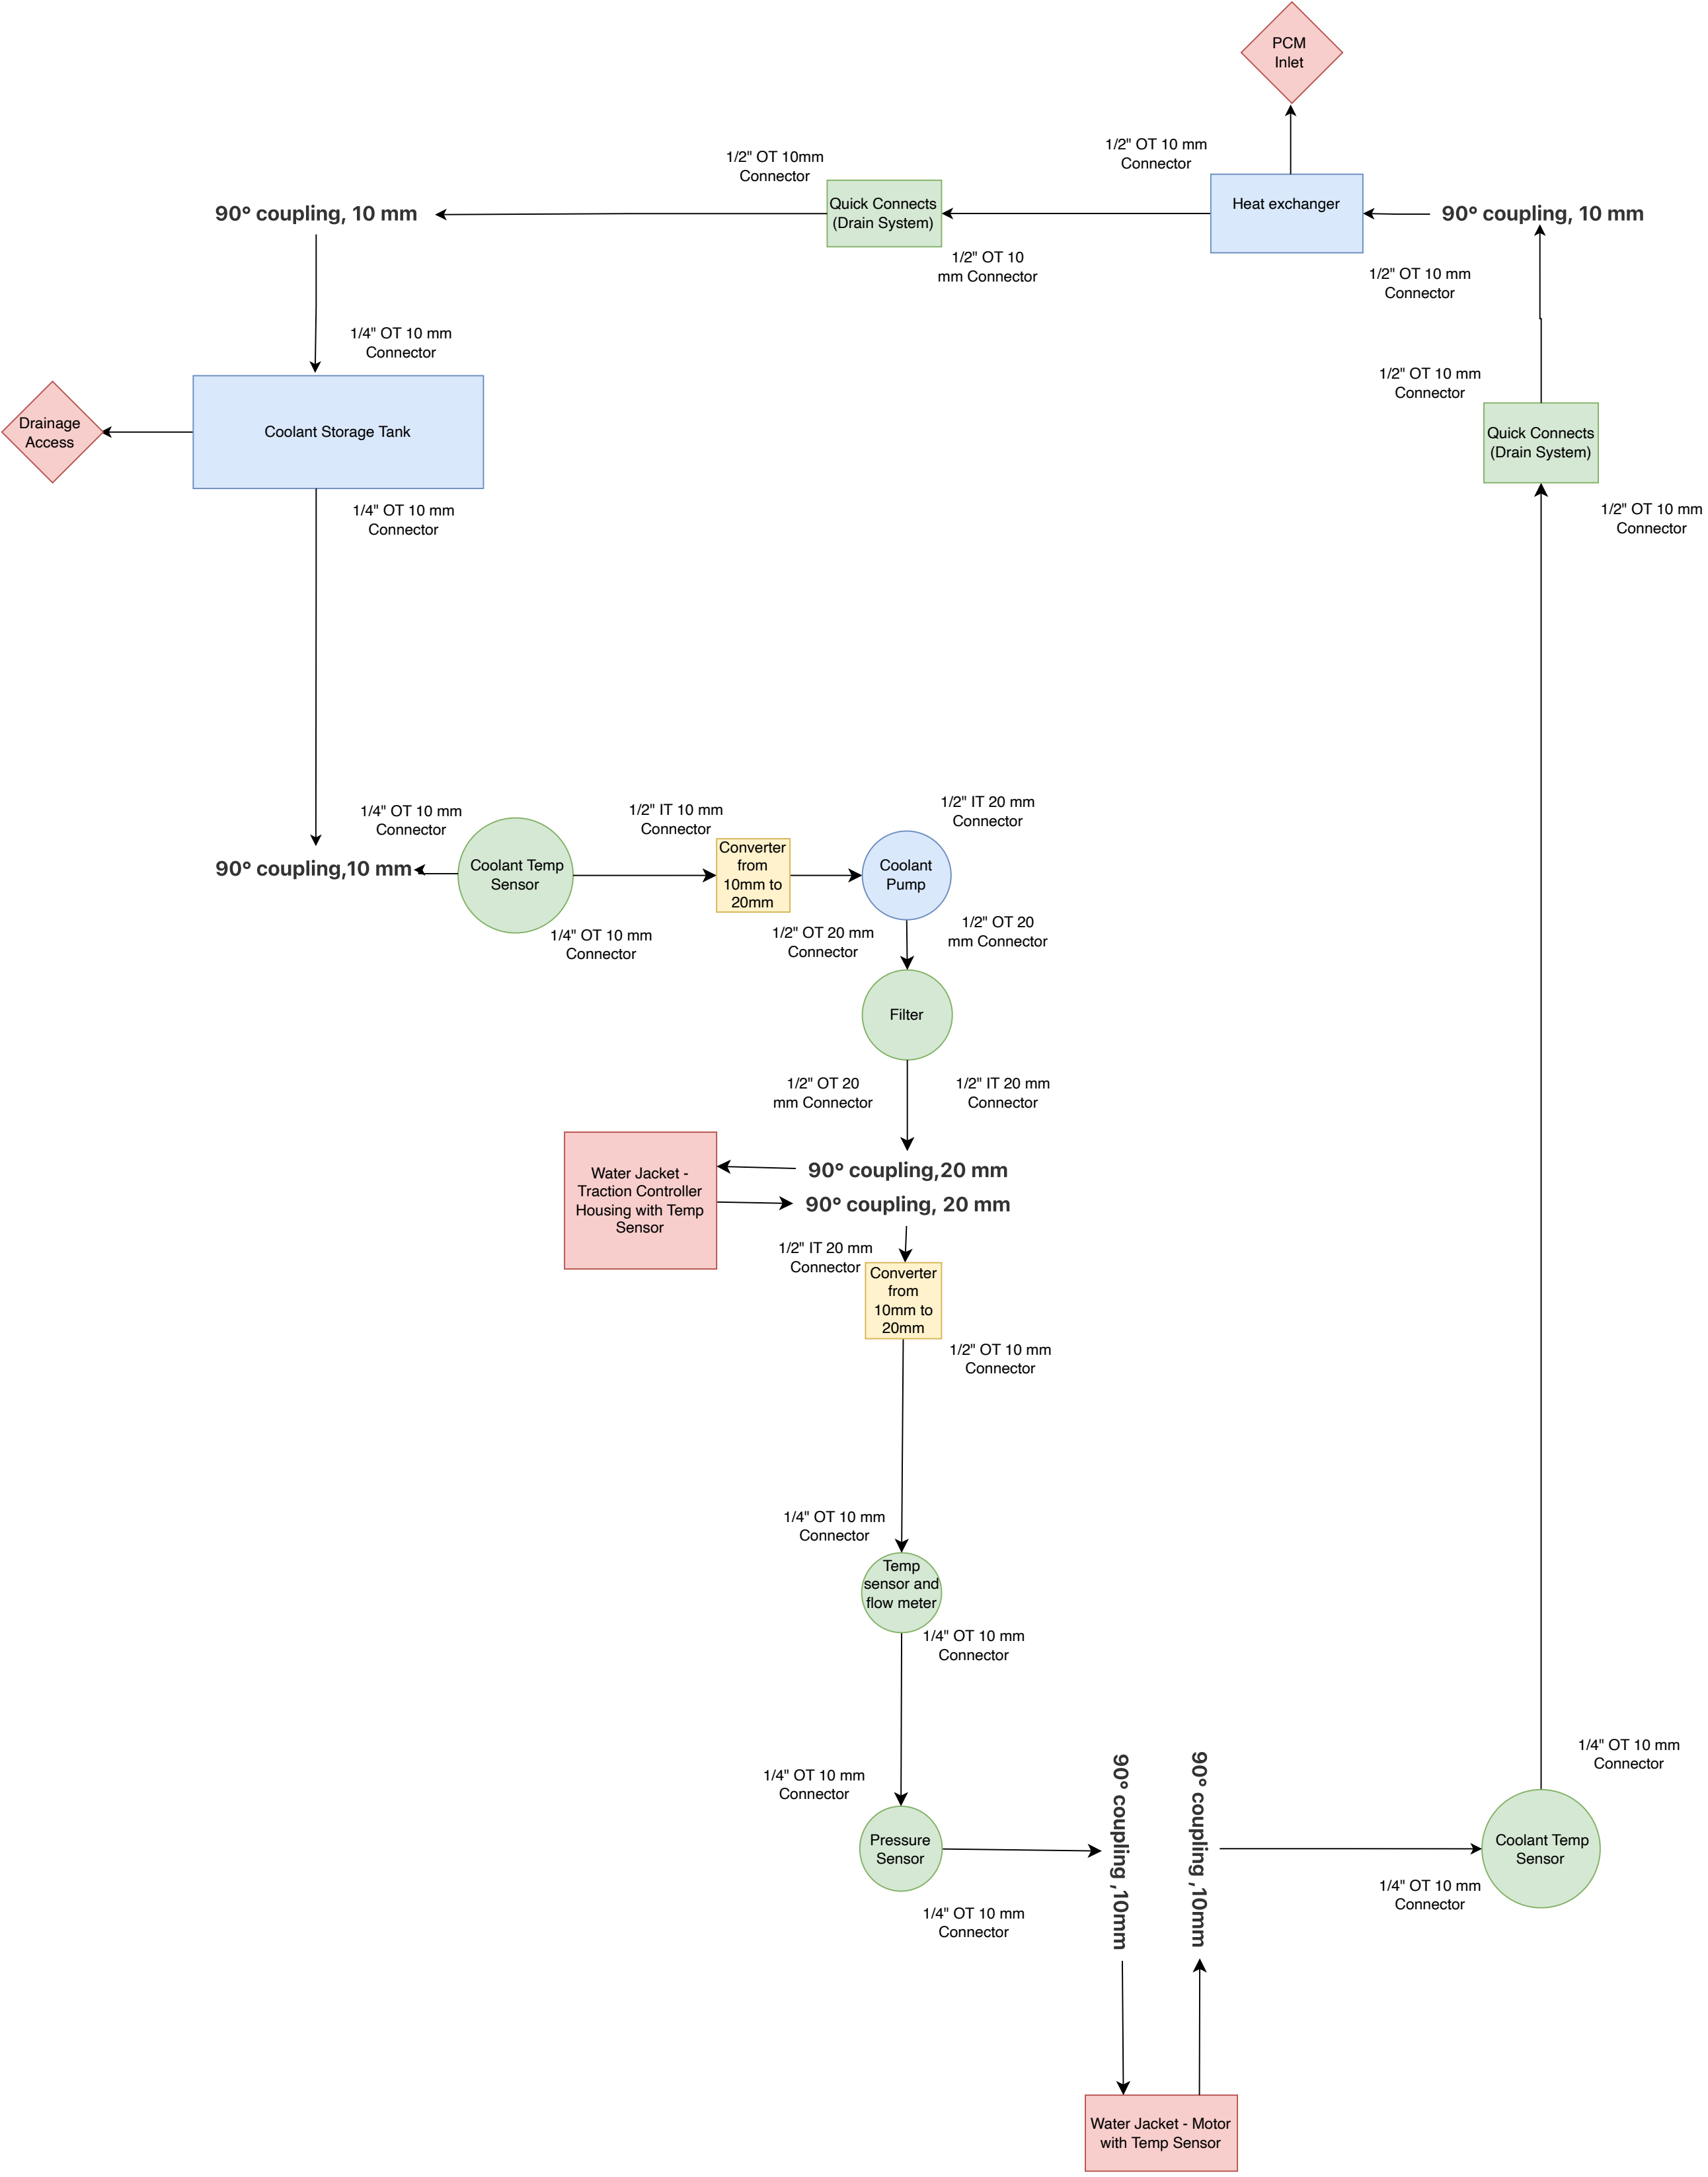 PCM
Inlet
1/2" OT 10 mm
Connector
1/2" OT 10mm
Connector
Quick Connects
(Drain System)
Heat exchanger
90° coupling, 10 mm
90° coupling, 10 mm
1/2" OT 10
mm Connector
1/2" OT 10 mm
Connector
1/4" OT 10 mm
Connector
1/2" OT 10 mm
Connector
Drainage
Access
Coolant Storage Tank
Quick Connects
(Drain System)
1/4" OT 10 mm
Connector
1/2" OT 10 mm
Connector
1/4" OT 10 mm
Connector
1/2" IT 10 mm
Connector
1/2" IT 20 mm
Connector
90° coupling,10 mm
Coolant Temp
Sensor
Converter
from
10mm to
20mm
Coolant
Pump
1/4" OT 10 mm
Connector
1/2" OT 20 mm
Connector
1/2" OT 20
mm Connector
Filter
1/2" OT 20
mm Connector
1/2" IT 20 mm
Connector
Water Jacket -
Traction Controller
Housing with Temp
Sensor
90° coupling,20 mm
90° coupling, 20 mm
1/2" IT 20 mm
Connector
Converter
from
10mm to
20mm
1/2" OT 10 mm
Connector
1/4" OT 10 mm
Connector
Temp
sensor and
flow meter
1/4" OT 10 mm
Connector
1/4" OT 10 mm
Connector
Pressure
Sensor
1/4" OT 10 mm
Connector
90° coupling ,10mm
90° coupling ,10mm
1/4" OT 10 mm
Connector
Coolant Temp
Sensor
1/4" OT 10 mm
Connector
Water Jacket - Motor
with Temp Sensor